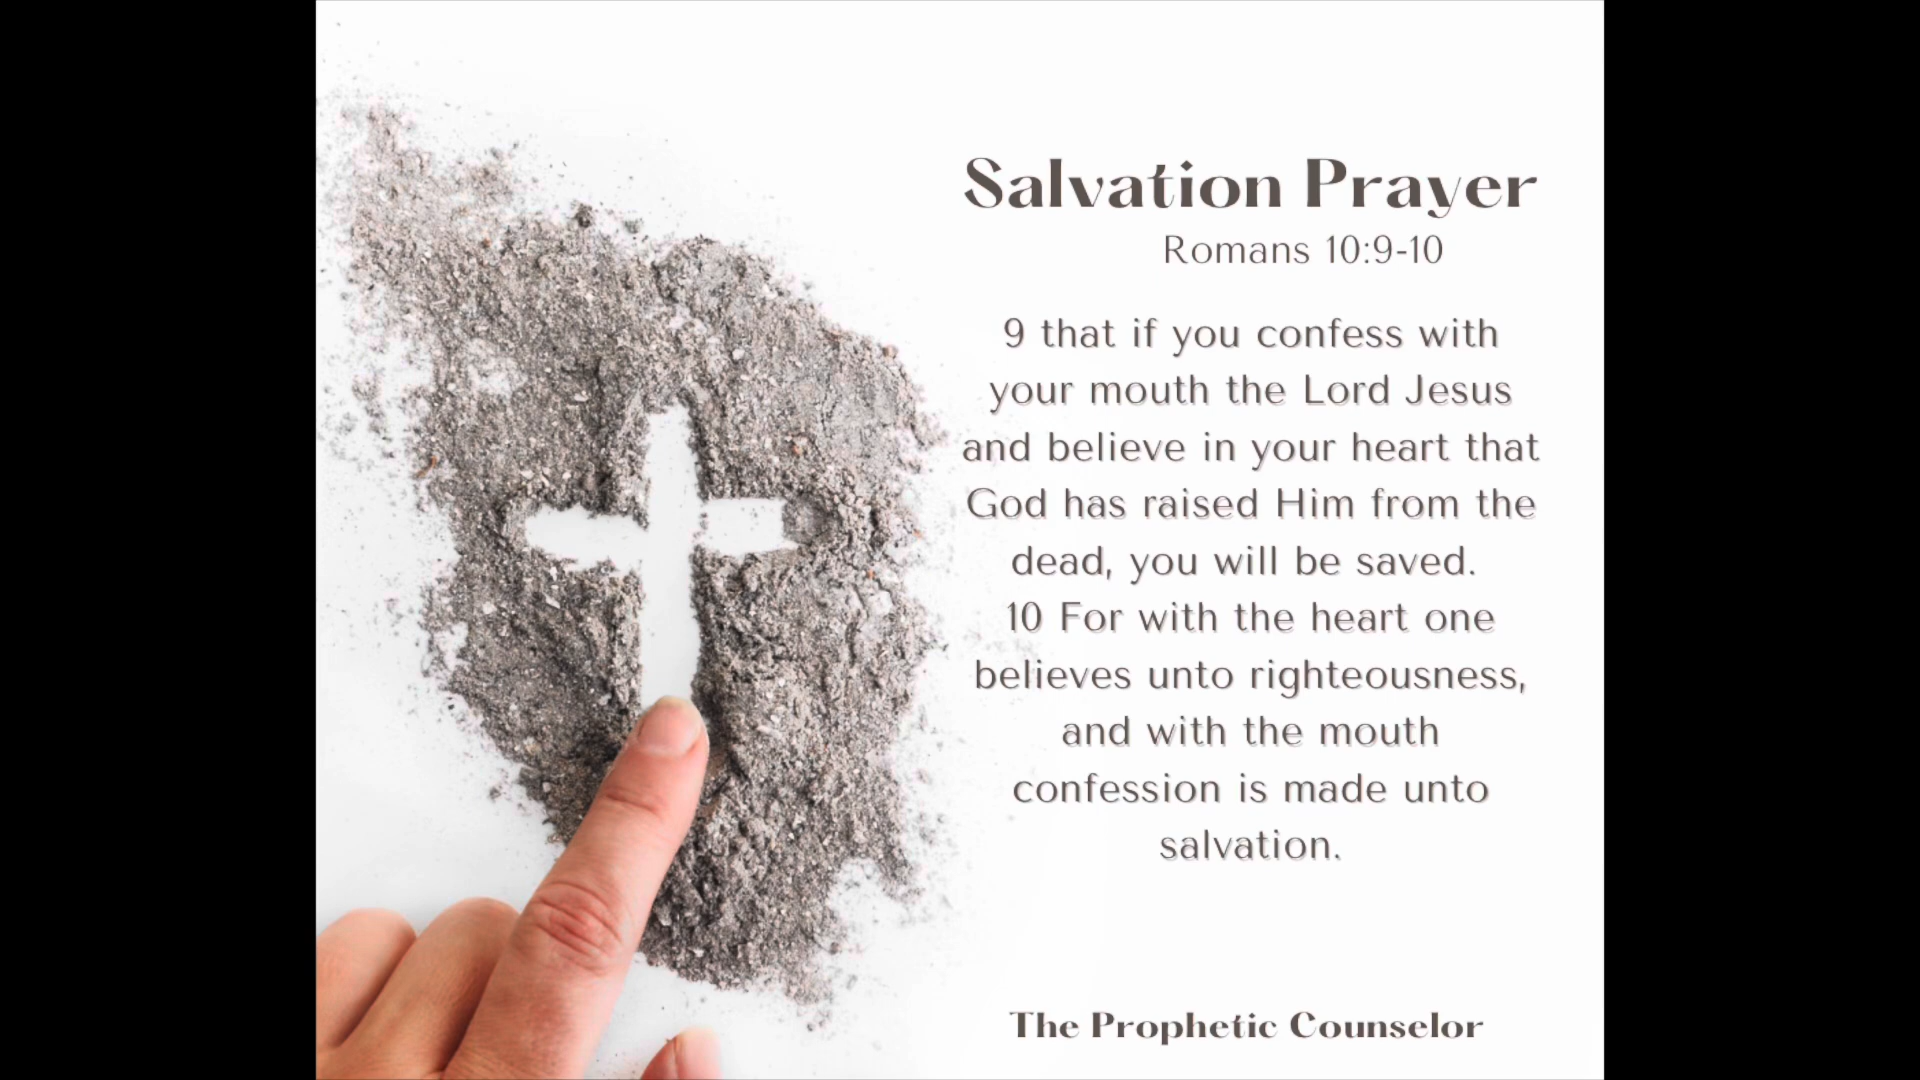 Salvation Prayer
Romans 10:9-10
9 that if you confess with
your mouth the Lord Jesus
and believe in your heart that
God has raised Him from the
dead, you will be saved.
10 For with the heart one
believes unto righteousness,
and with the mouth
confession is made unto
salvation.
The Prophetic Counselor